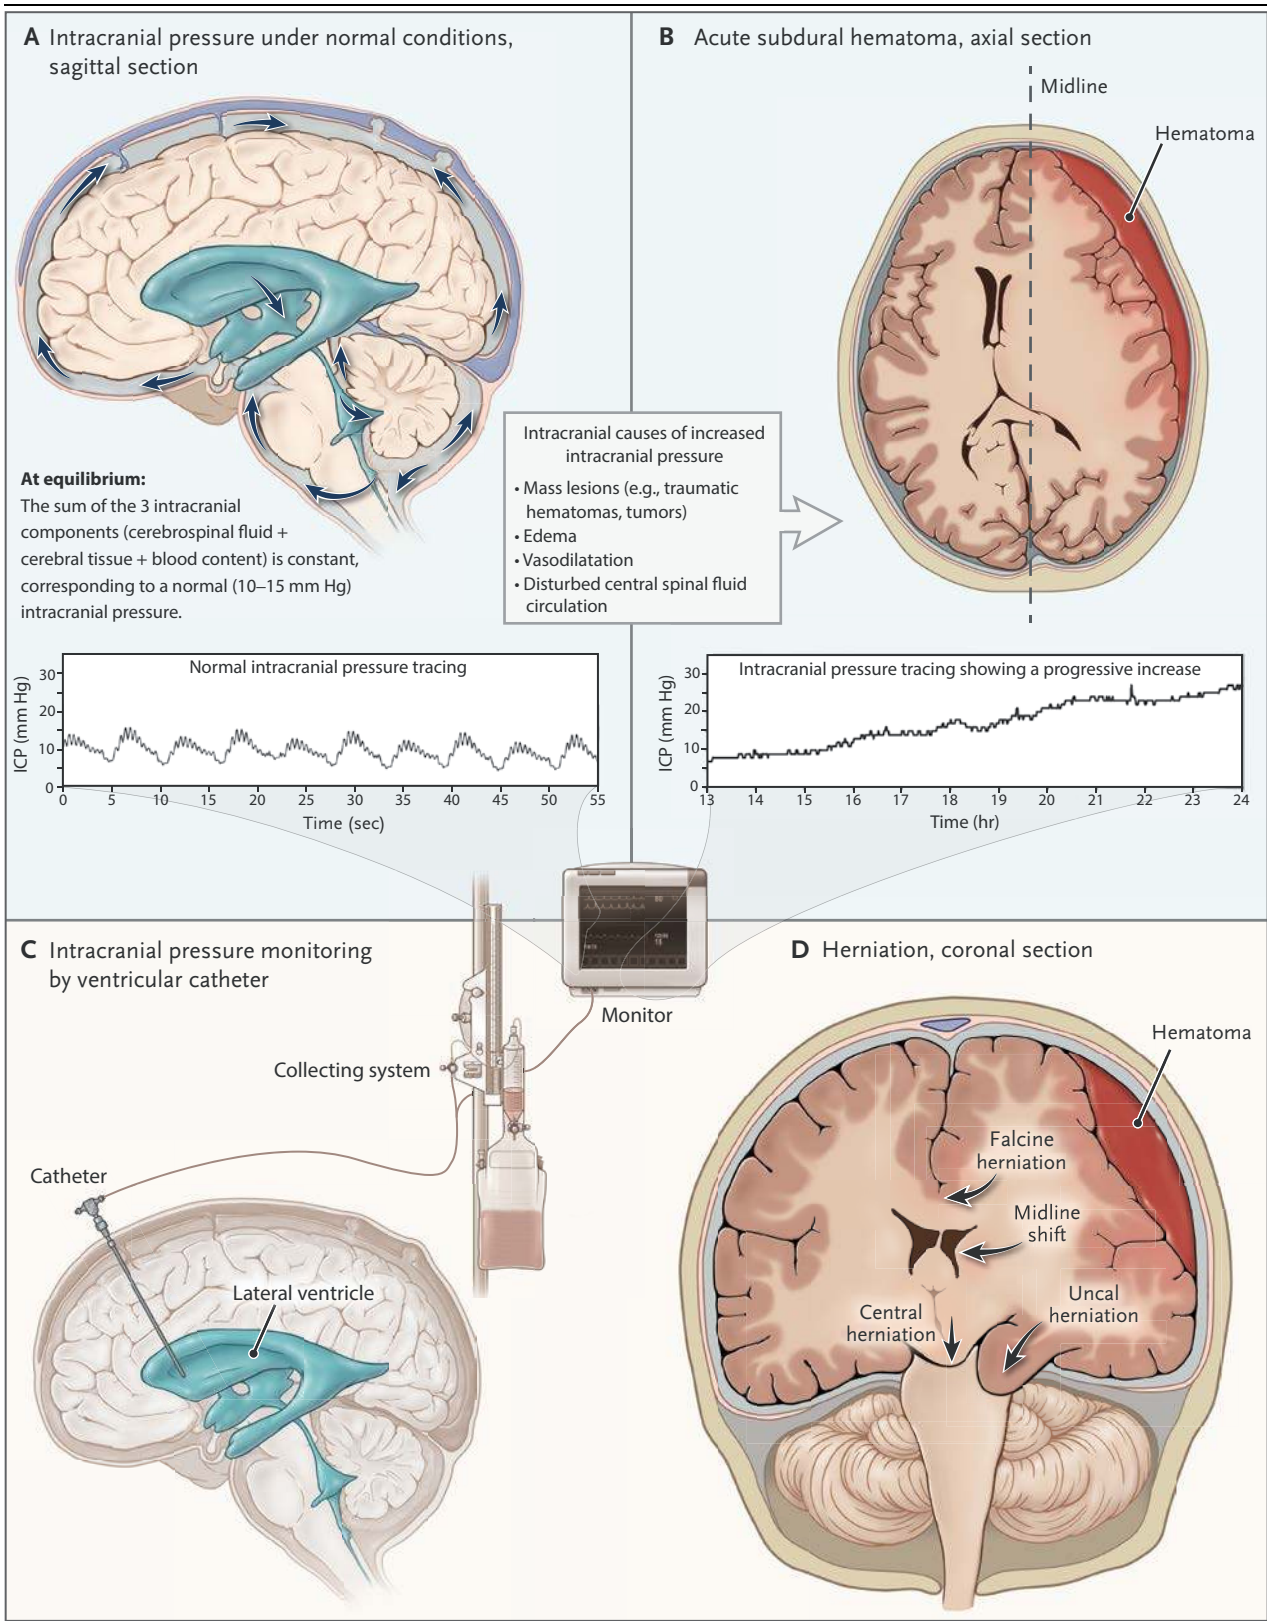 A Intracranial pressure under normal conditions,
sagittal section
At equilibrium:
The sum of the 3 intracranial
components (cerebrospinal fluid +
cerebral tissue + blood content) is constant,
corresponding to a normal (10–15 mm Hg)
intracranial pressure.
B Acute subdural hematoma, axial section
Midline
Hematoma
Intracranial causes of increased
intracranial pressure
• Mass lesions (e.g., traumatic
hematomas, tumors)
• Edema
• Vasodilatation
• Disturbed central spinal fluid
circulation
Normal intracranial pressure tracing
ICP (mm Hg)
30
20
10
0
0 5 10 15 20 25 30 35 40 45 50 55
Time (sec)
Intracranial pressure tracing showing a progressive increase
ICP (mm Hg)
30
20
10
0
13 14 15 16 17 18 19 20 21 22 23 24
Time (hr)
C Intracranial pressure monitoring
by ventricular catheter
Monitor
Collecting system
Catheter
Lateral ventricle
D Herniation, coronal section
Hematoma
Falcine
herniation
Midline
shift
Uncal
herniation
Central
herniation